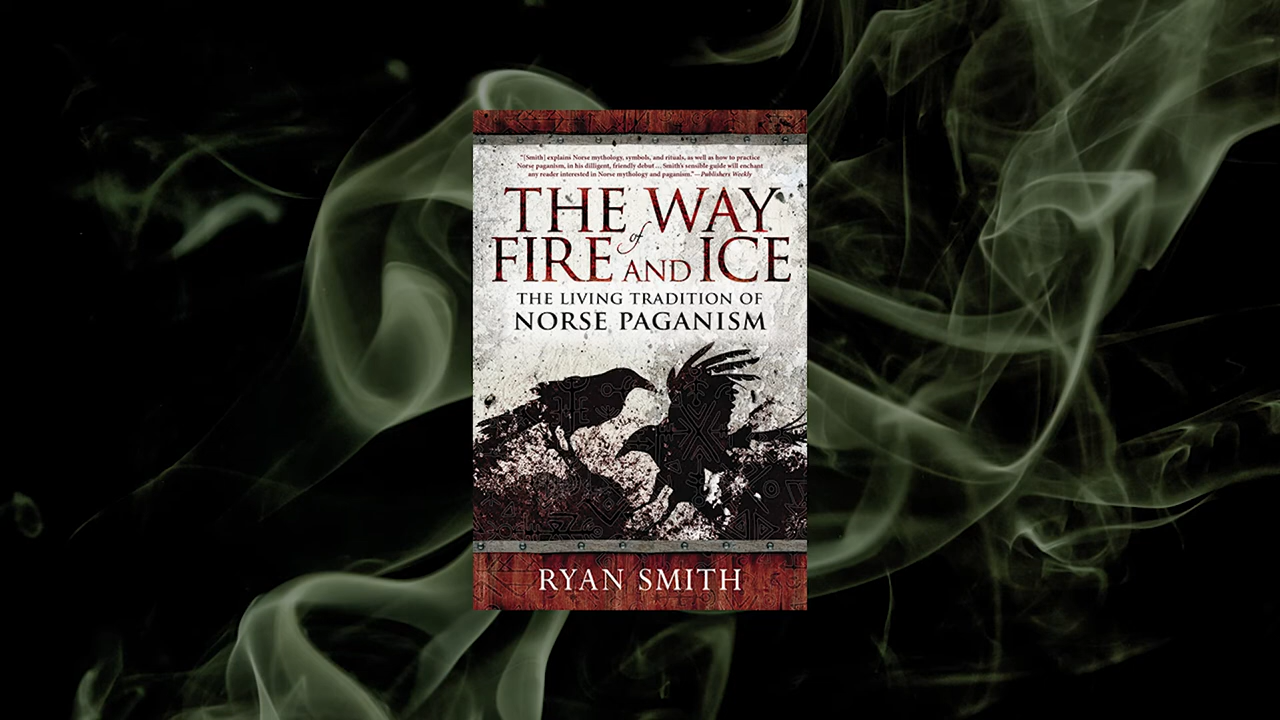 "[Smith] explains Norse mythology, symbols, and rituals, as well as how to practice
Norse paganism, in his dilligent, friendly debut ... Smith's sensible guide will enchant
any reader interested in Norse mythology and paganism."—Publishers Weekly
THE WAY
of
FIRE AND ICE
THE LIVING TRADITION OF
NORSE PAGANISM
RYAN SMITH